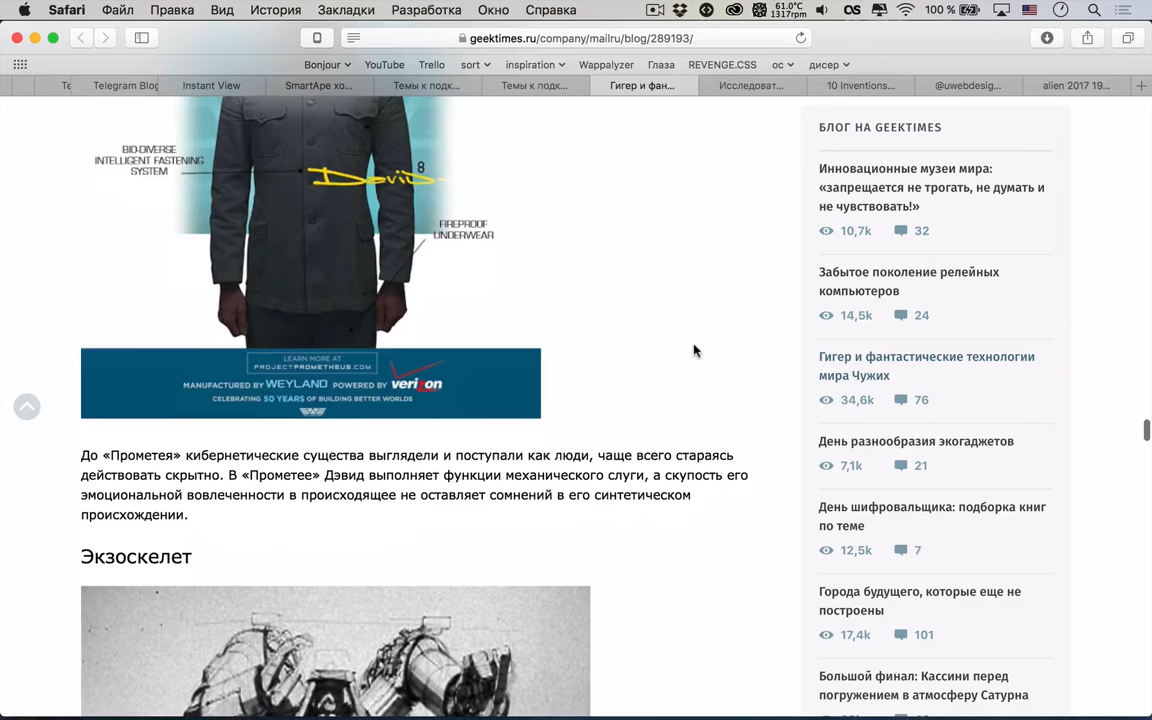 Safari Файл Правка Вид История Закладки Разработка Окно Справка 61.0°C 1317rpm 100 %
geektimes.ru/company/mailru/blog/289193/
Bonjour YouTube Trello sort inspiration Wappalyzer Глаза REVENGE.CSS ос дисер
Te Telegram Blog Instant View SmartApe хо... Темы к подк... Темы к подк... Гигер и фан... Исследоват... 10 Inventions... @uwebdesig... alien 2017 19...
BIO-DIVERSE
INTELLIGENT FASTENING
SYSTEM
David
8
FIREPROOF
UNDERWEAR
LEARN MORE AT
PROJECTPROMETHEUS.COM
MANUFACTURED BY WEYLAND POWERED BY verizon
CELEBRATING 50 YEARS OF BUILDING BETTER WORLDS
До «Прометея» кибернетические существа выглядели и поступали как люди, чаще всего стараясь
действовать скрытно. В «Прометее» Дэвид выполняет функции механического слуги, а скупость его
эмоциональной вовлеченности в происходящее не оставляет сомнений в его синтетическом
происхождении.
Экзоскелет
БЛОГ НА GEEKTIMES
Инновационные музеи мира:
«запрещается не трогать, не думать и
не чувствовать!»
10,7k 32
Забытое поколение релейных
компьютеров
14,5k 24
Гигер и фантастические технологии
мира Чужих
34,6k 76
День разнообразия экогаджетов
7,1k 21
День шифровальщика: подборка книг
по теме
12,5k 7
Города будущего, которые еще не
построены
17,4k 101
Большой финал: Кассини перед
погружением в атмосферу Сатурна